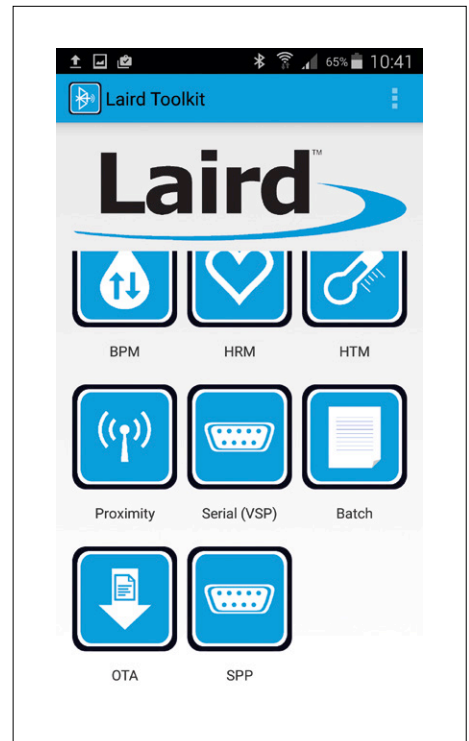 65% 10:41
Laird Toolkit
Laird™
BPM HRM HTM
Proximity Serial (VSP) Batch
OTA SPP